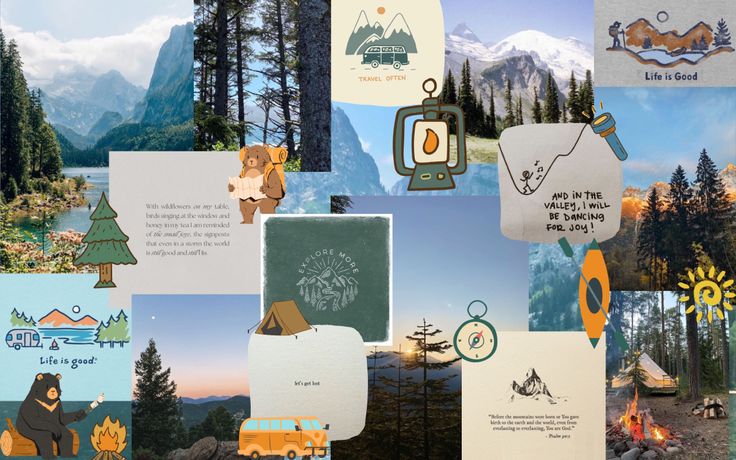 TRAVEL OFTEN
Life is Good
With wildflowers on my table,
birds singing at the window and
honey in my tea I am reminded
of the small joys, the signposts
that even in a storm the world
is still good and still His.
AND IN THE
VALLEY, I WILL
BE DANCING
FOR JOY!
EXPLORE MORE
Life is good.
let's get lost
"Before the mountains were born or You gave
birth to the earth and the world, even from
everlasting to everlasting, You are God."
- Psalm 90:2